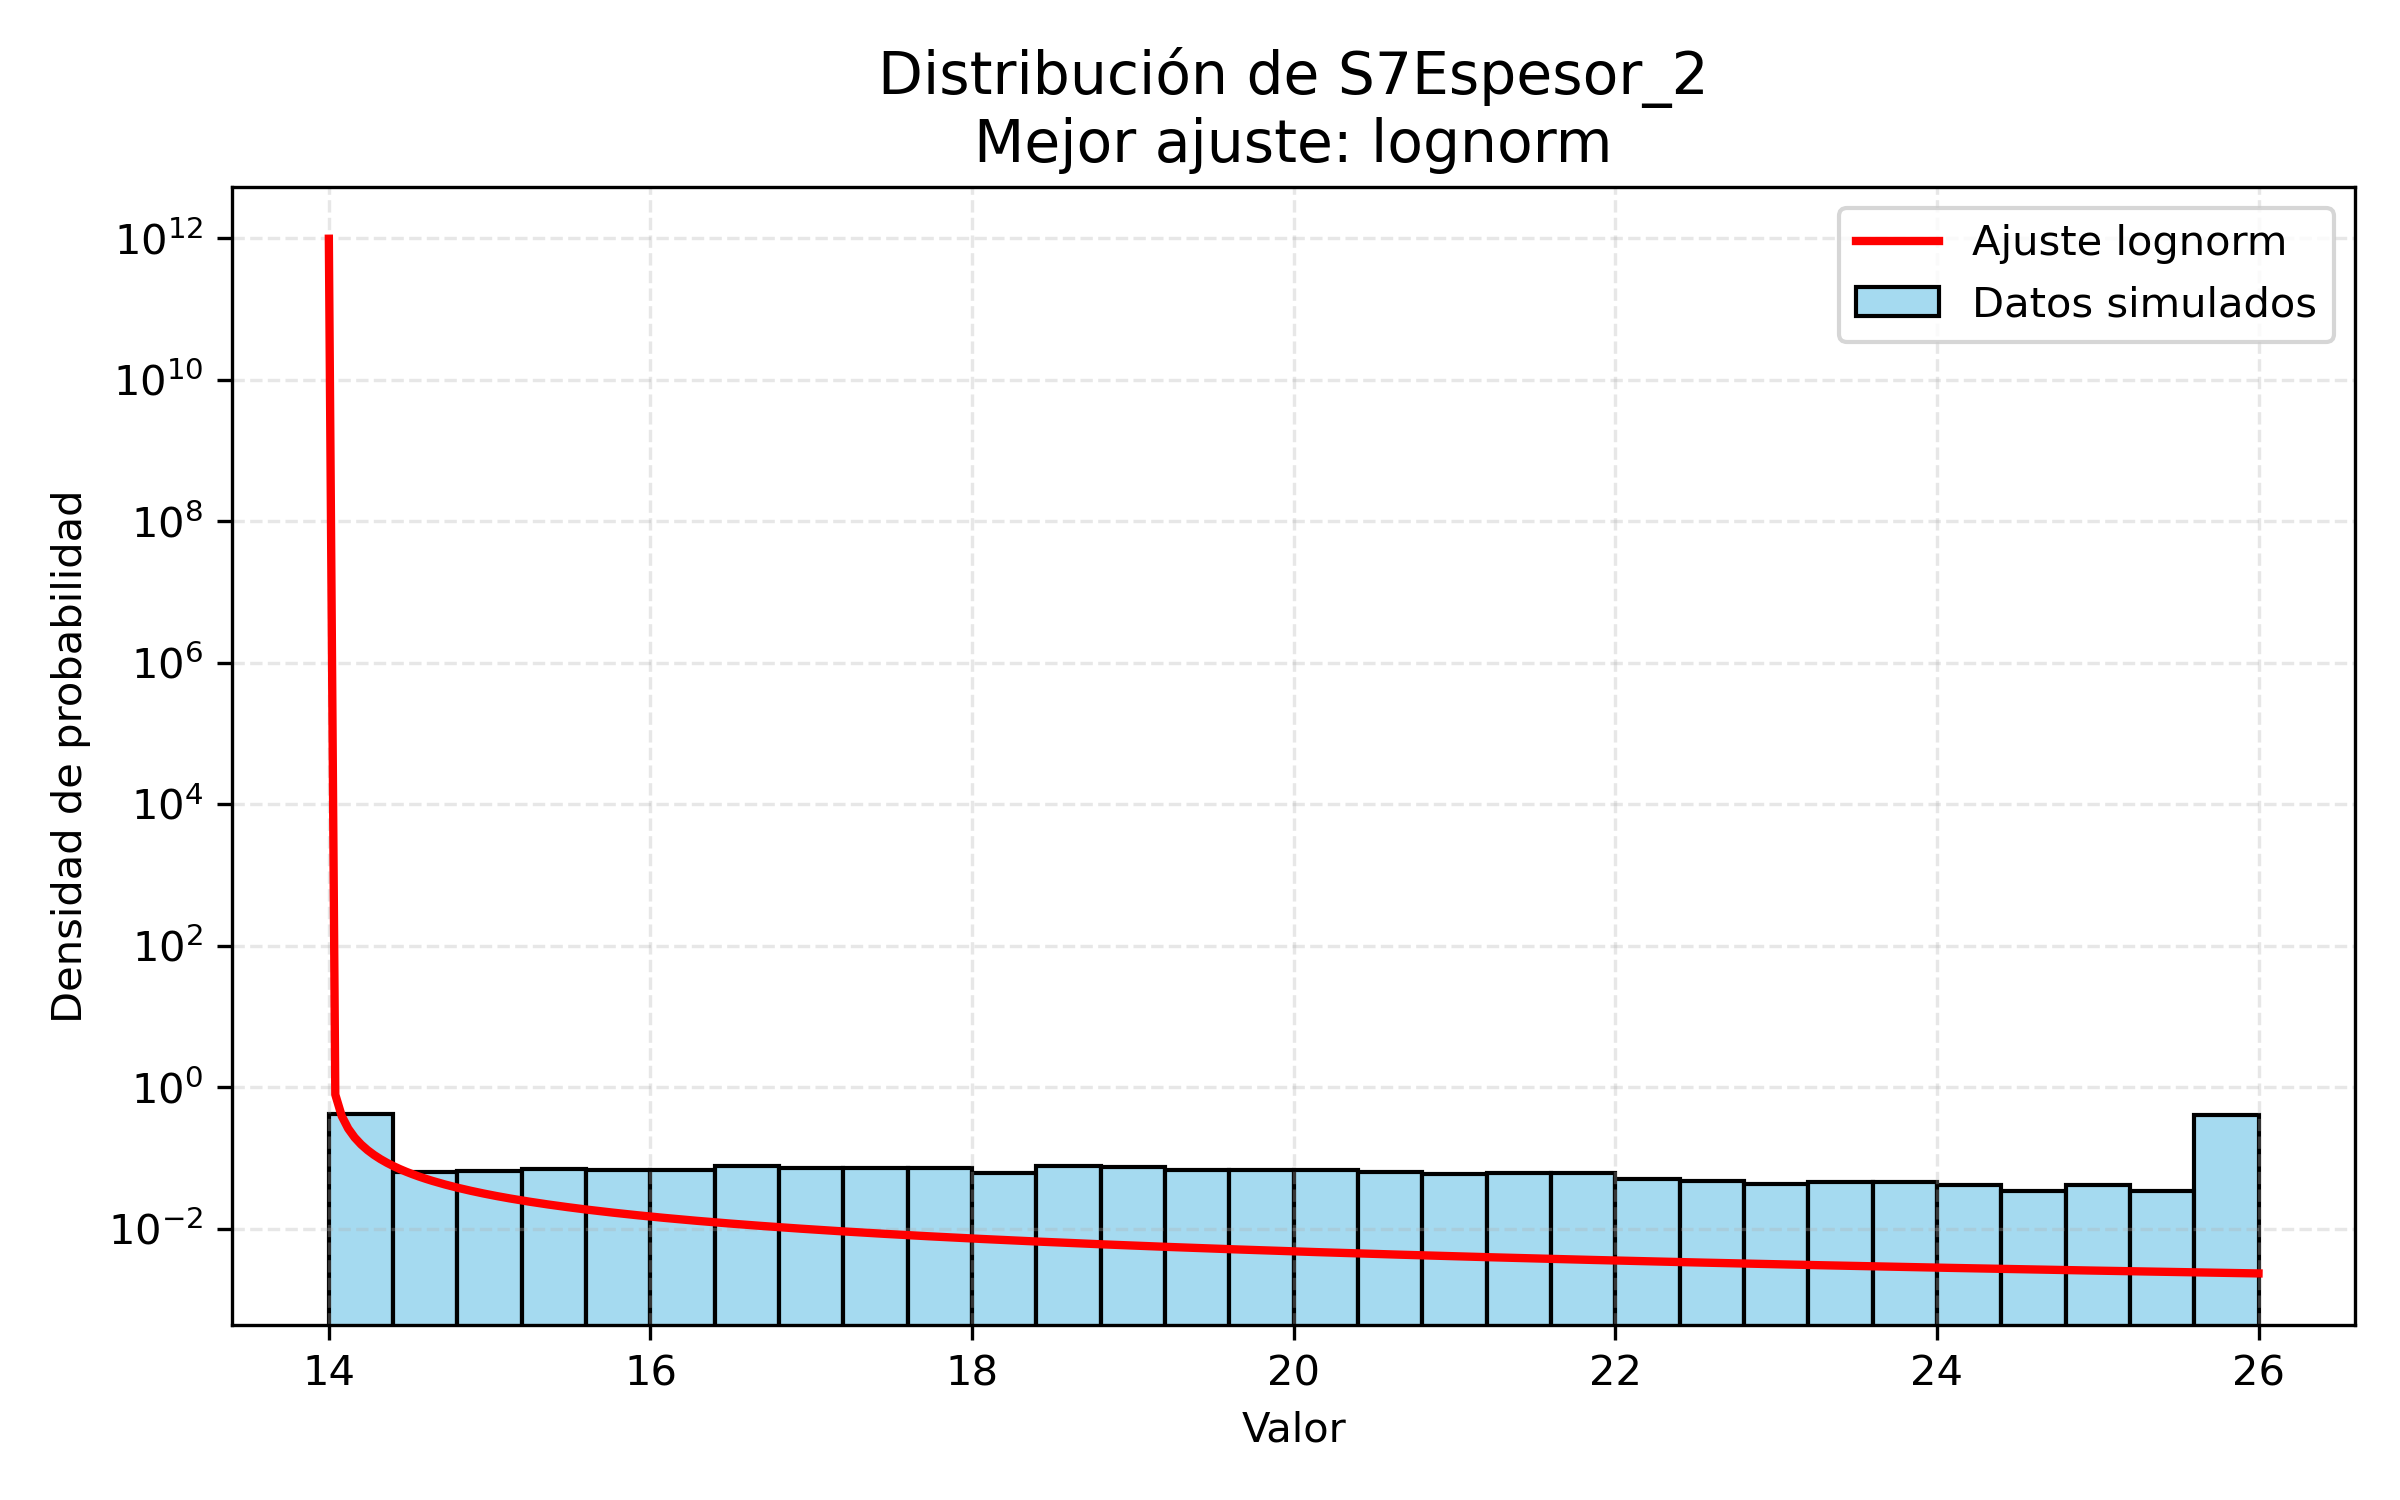 Distribución de S7Espesor_2
Mejor ajuste: lognorm
Ajuste lognorm
Datos simulados
Densidad de probabilidad
10¹²
10¹⁰
10⁸
10⁶
10⁴
10²
10⁰
10⁻²
14 16 18 20 22 24 26
Valor